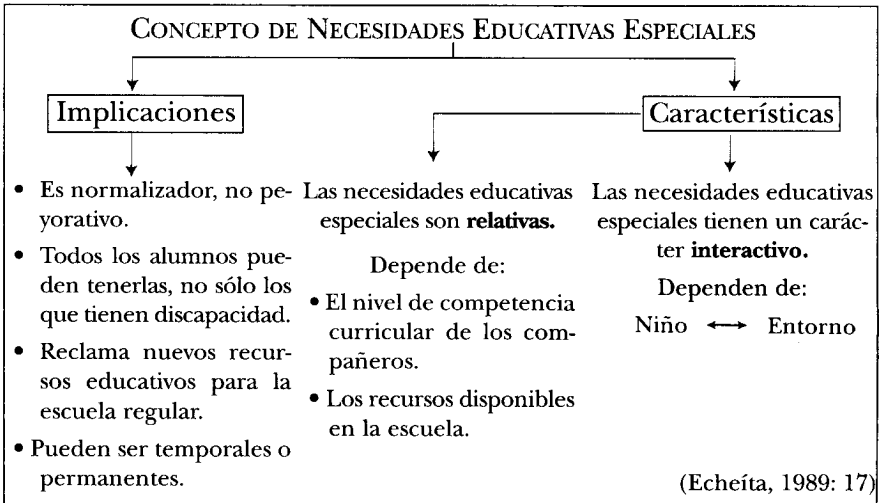 CONCEPTO DE NECESIDADES EDUCATIVAS ESPECIALES
Implicaciones
• Es normalizador, no pe-
yorativo.
• Todos los alumnos pue-
den tenerlas, no sólo los
que tienen discapacidad.
• Reclama nuevos recur-
sos educativos para la
escuela regular.
• Pueden ser temporales o
permanentes.
Características
Las necesidades educativas
especiales son relativas.
Depende de:
• El nivel de competencia
curricular de los com-
pañeros.
• Los recursos disponibles
en la escuela.
Las necesidades educativas
especiales tienen un carác-
ter interactivo.
Dependen de:
Niño ↔ Entorno
(Echeíta, 1989: 17)